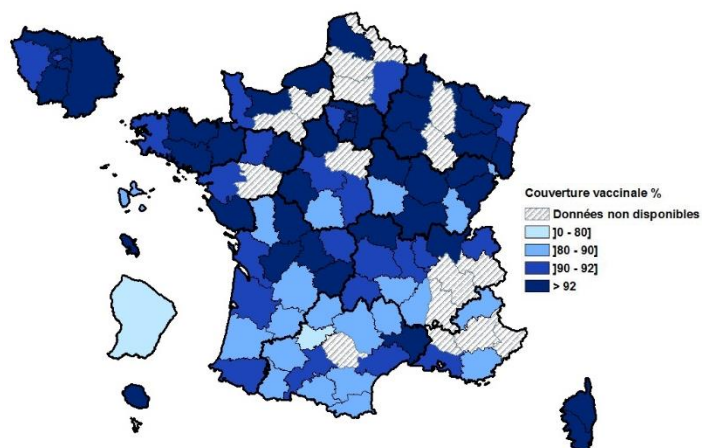 Couverture vaccinale %
Données non disponibles
]0 - 80]
]80 - 90]
]90 - 92]
> 92